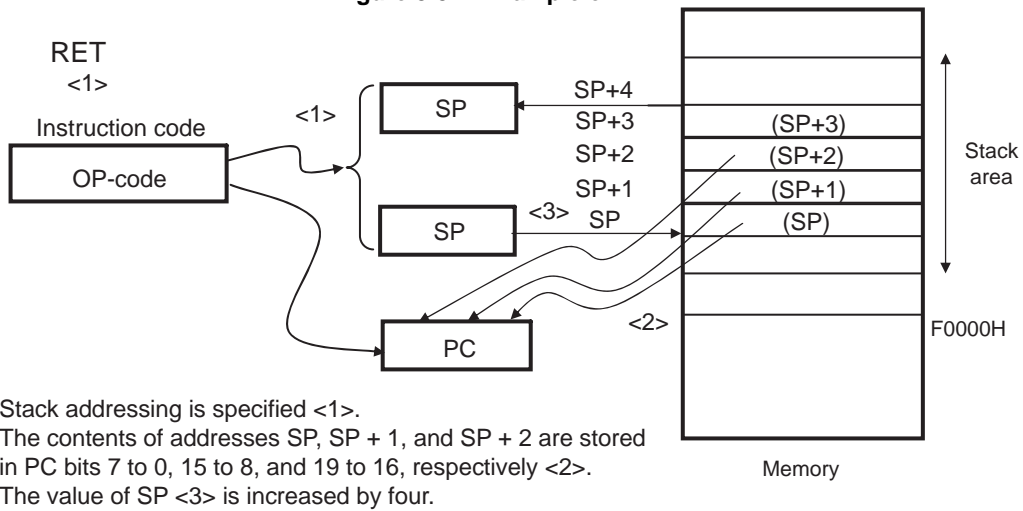 RET
<1>
Instruction code
OP-code
<1>
SP
SP
PC
SP+4
SP+3
SP+2
SP+1
SP
<3>
<2>
(SP+3)
(SP+2)
(SP+1)
(SP)
Stack
area
F0000H
Memory
Stack addressing is specified <1>.
The contents of addresses SP, SP + 1, and SP + 2 are stored
in PC bits 7 to 0, 15 to 8, and 19 to 16, respectively <2>.
The value of SP <3> is increased by four.